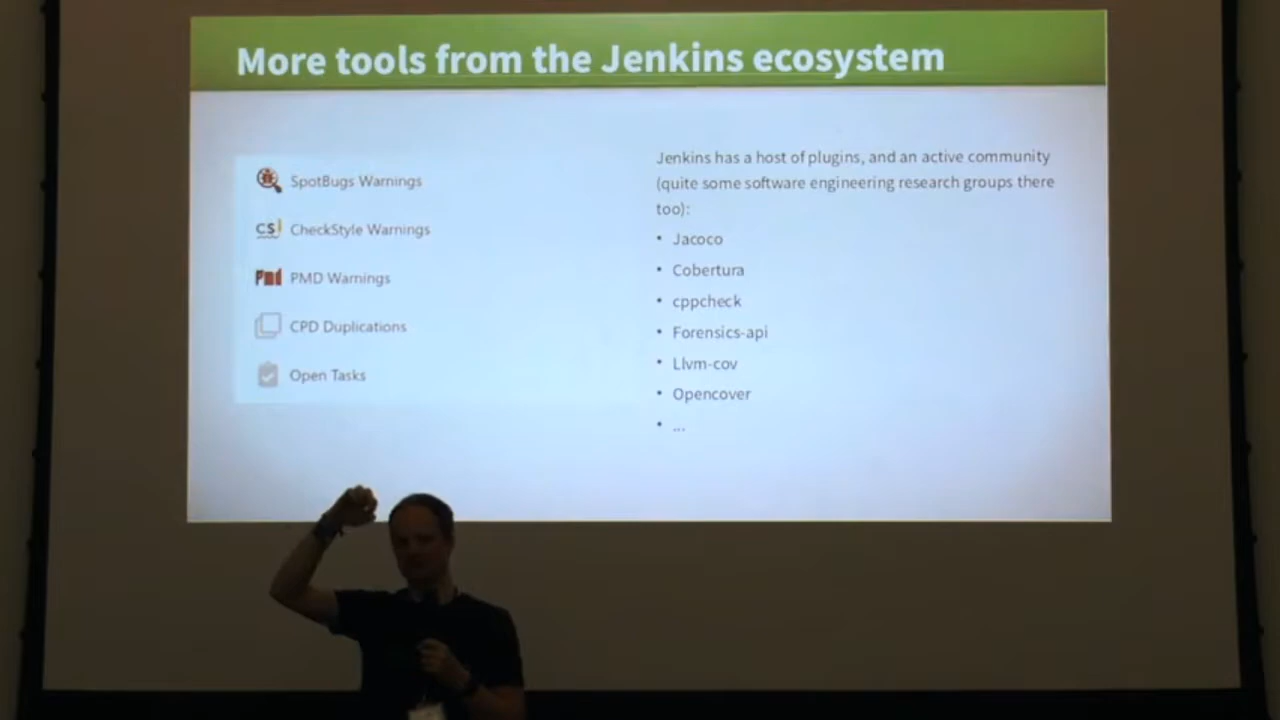 More tools from the Jenkins ecosystem
SpotBugs Warnings
CS! CheckStyle Warnings
Pmd PMD Warnings
CPD Duplications
Open Tasks
Jenkins has a host of plugins, and an active community
(quite some software engineering research groups there
too):
• Jacoco
• Cobertura
• cppcheck
• Forensics-api
• Llvm-cov
• Opencover
• ...